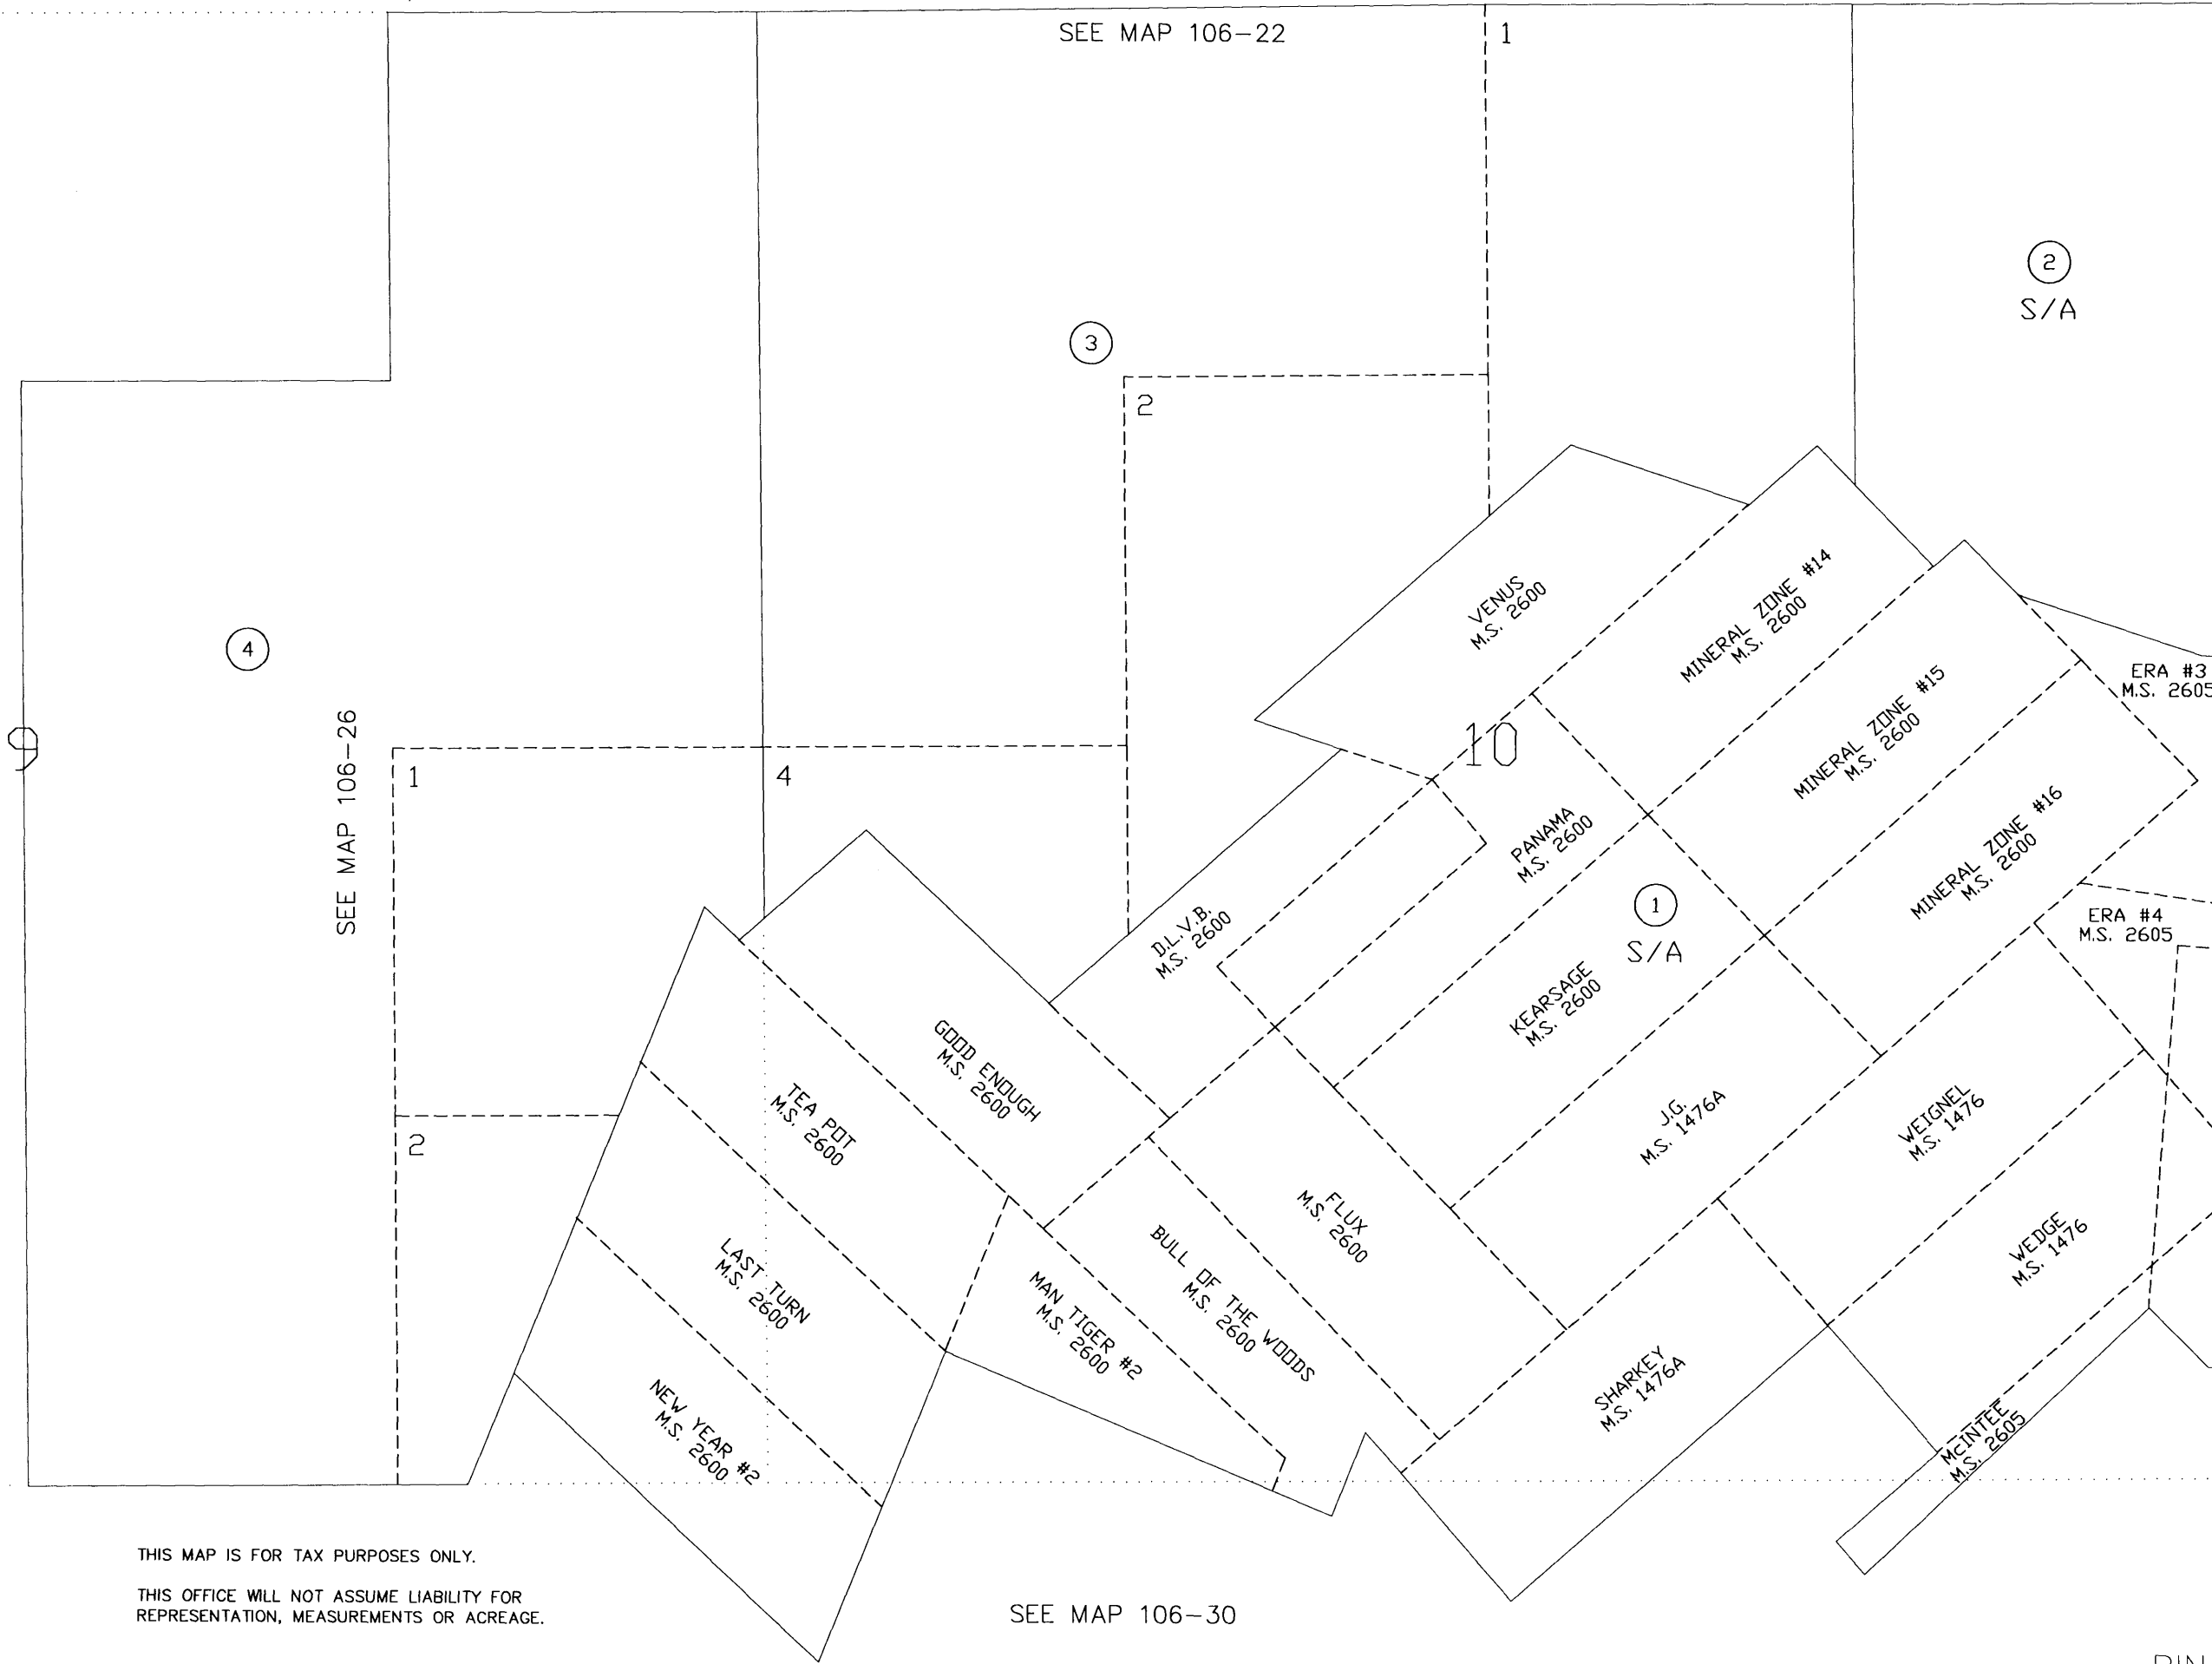 SEE MAP 106-22
1
2
S/A
3
2
VENUS
M.S. 2600
MINERAL ZONE #14
M.S. 2600
4
MINERAL ZONE #15
M.S. 2600
ERA #3
M.S. 2605
9
SEE MAP 106-26
1
4
10
PANAMA
M.S. 2600
MINERAL ZONE #16
M.S. 2600
D.L.V.B.
M.S. 2600
1
S/A
ERA #4
M.S. 2605
KEARSAGE
M.S. 2600
GOOD ENOUGH
M.S. 2600
TEA POT
M.S. 2600
J.G.
M.S. 1476A
WEIGNEL
M.S. 1476
2
FLUX
M.S. 2600
WEDGE
M.S. 1476
LAST TURN
M.S. 2600
MAN TIGER #2
M.S. 2600
BULL OF THE WOODS
M.S. 2600
SHARKEY
M.S. 1476A
NEW YEAR #2
M.S. 2600
McINTEE
M.S. 2605
THIS MAP IS FOR TAX PURPOSES ONLY.
THIS OFFICE WILL NOT ASSUME LIABILITY FOR
REPRESENTATION, MEASUREMENTS OR ACREAGE.
SEE MAP 106-30